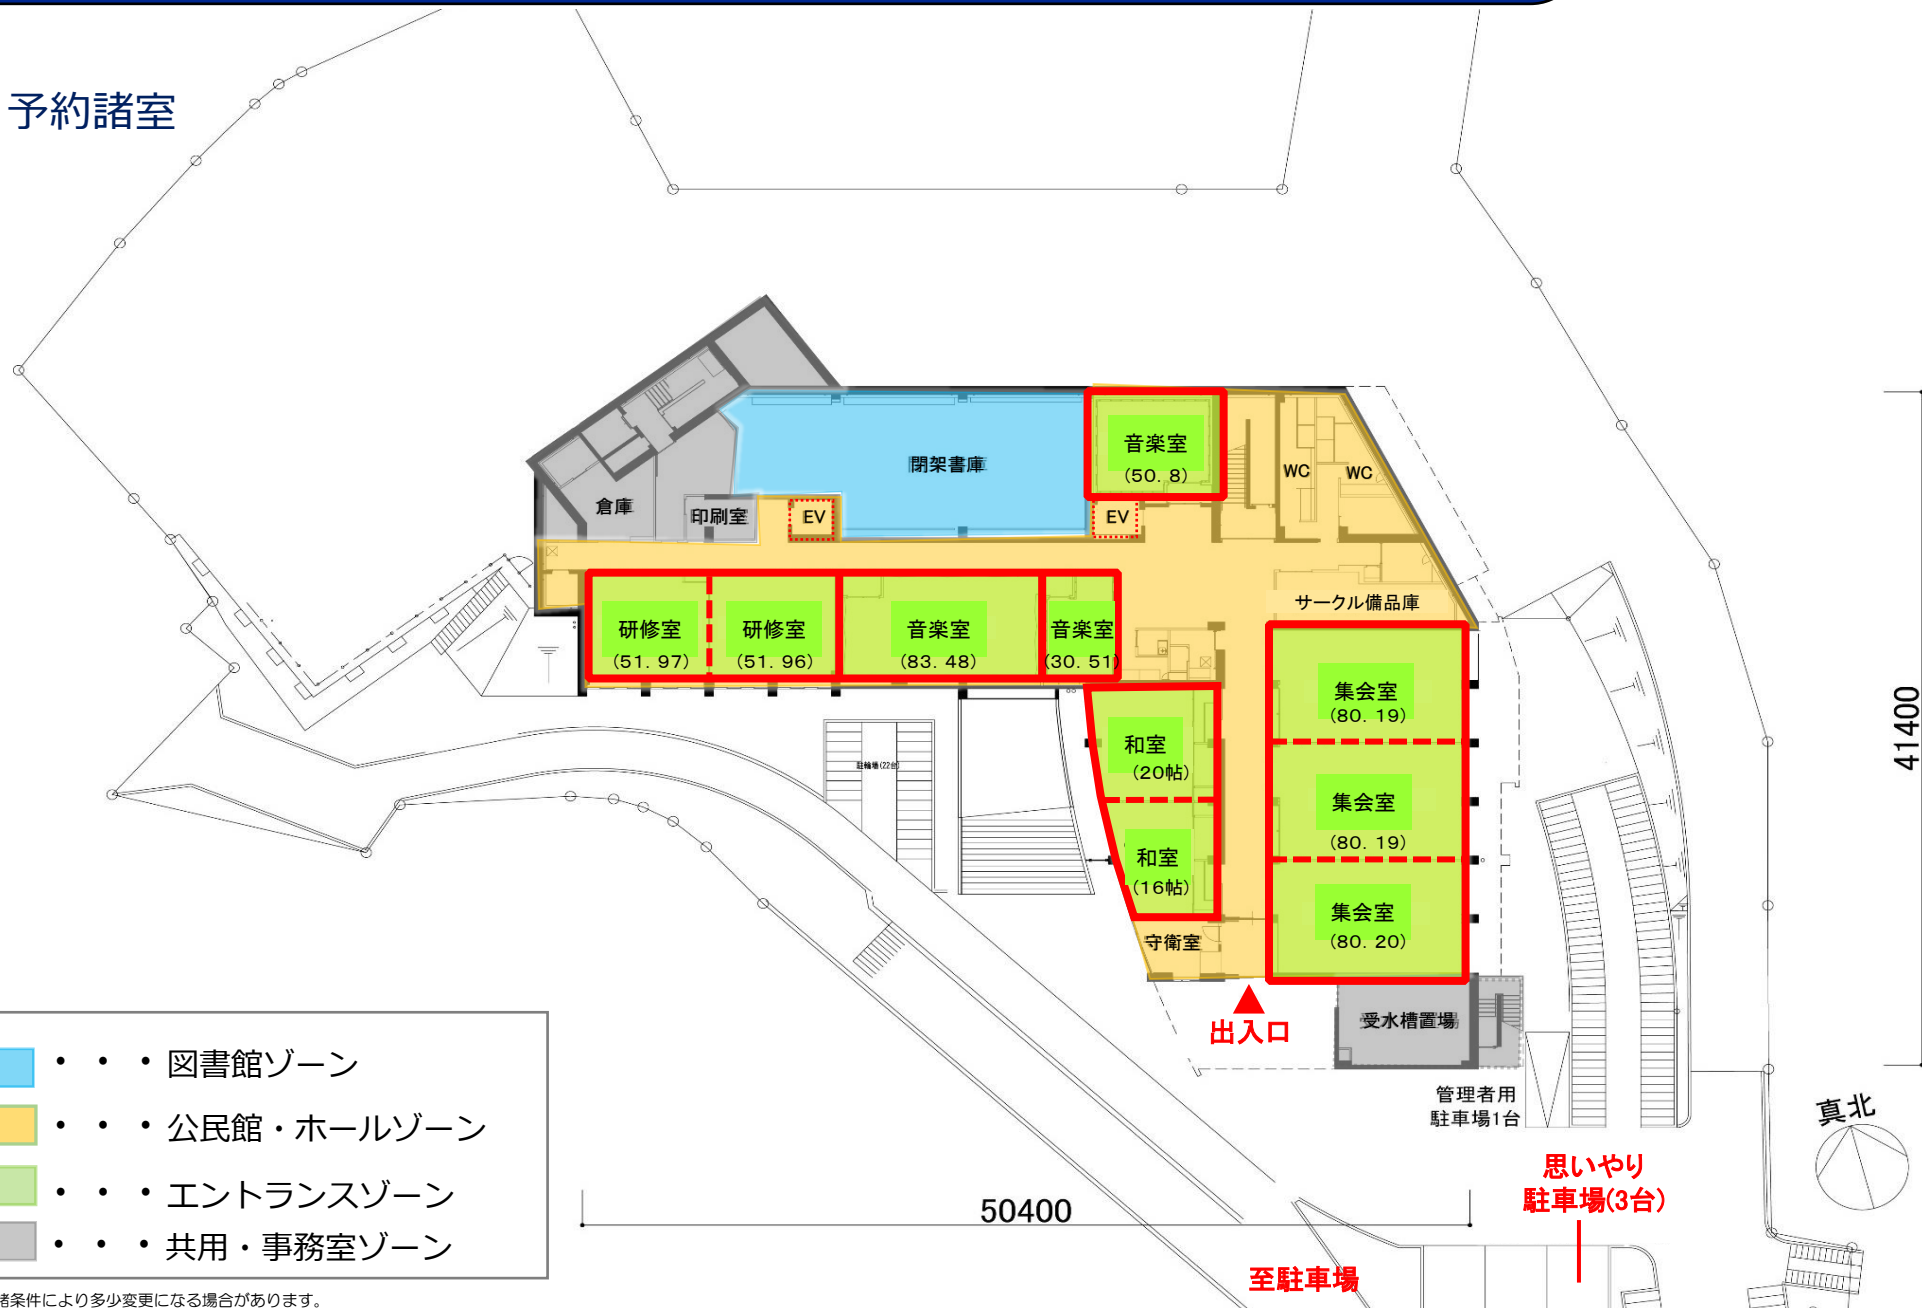 予約諸室
音楽室
(50. 8)
閉架書庫
WC
WC
倉庫
印刷室
EV
EV
サークル備品庫
研修室
(51. 97)
研修室
(51. 96)
音楽室
(83. 48)
音楽室
(30. 51)
集会室
(80. 19)
和室
(20帖)
駐輪場(22台)
集会室
(80. 19)
和室
(16帖)
集会室
(80. 20)
守衛室
出入口
受水槽置場
管理者用
駐車場1台
41400
真北
思いやり
駐車場(3台)
50400
至駐車場
・・・図書館ゾーン
・・・公民館・ホールゾーン
・・・エントランスゾーン
・・・共用・事務室ゾーン
諸条件により多少変更になる場合があります。